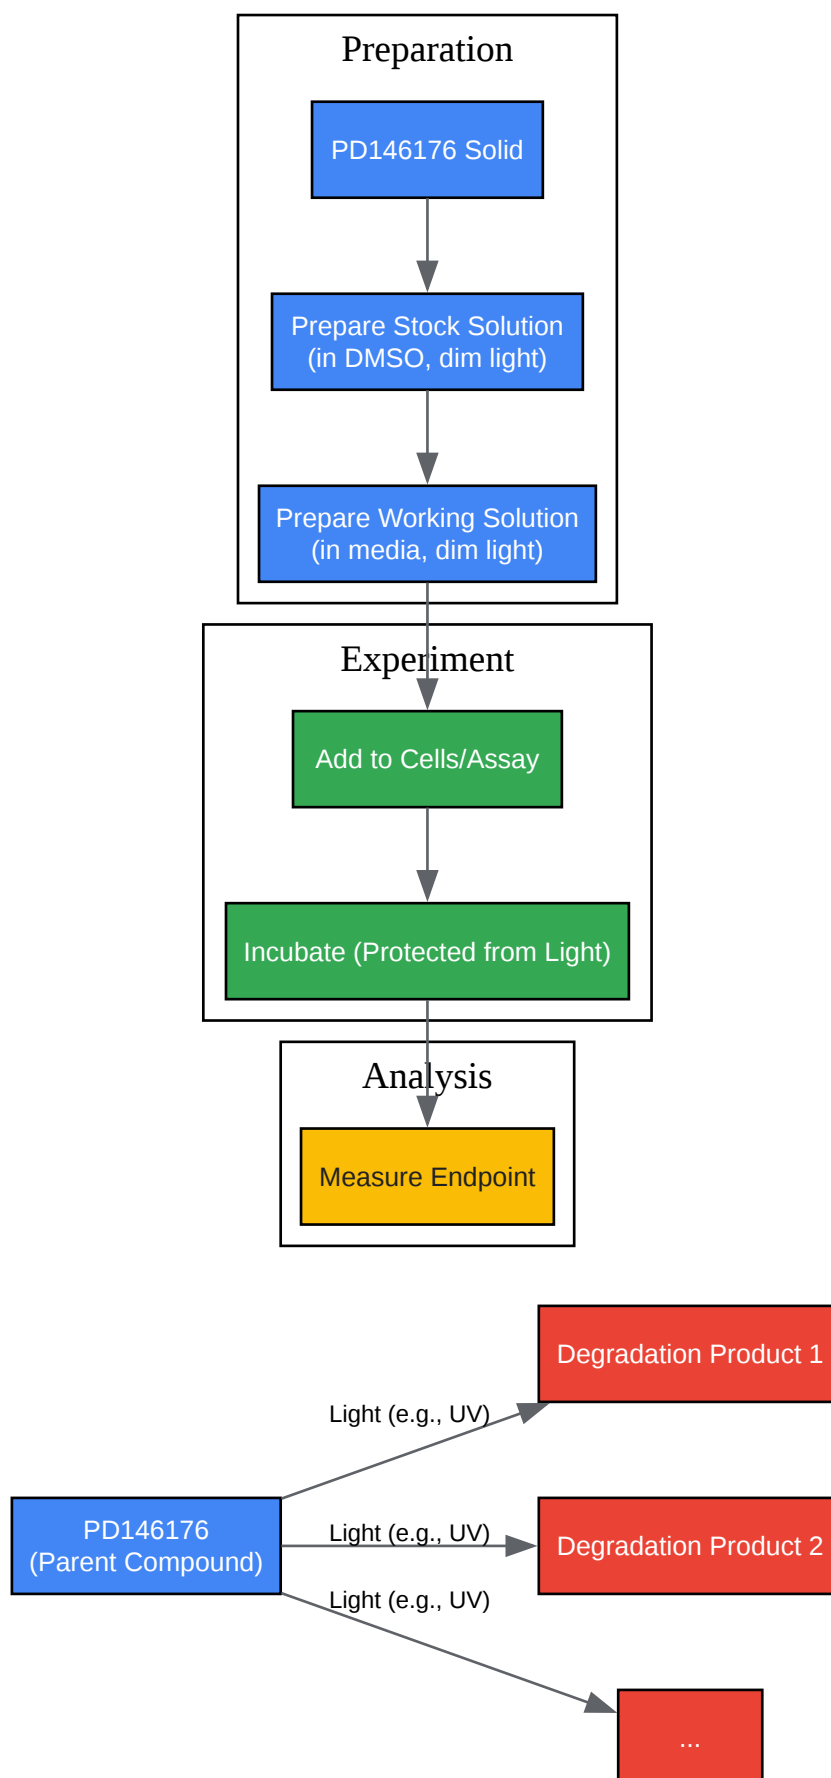 Preparation
PD146176 Solid
Prepare Stock Solution
(in DMSO, dim light)
Prepare Working Solution
(in media, dim light)
Experiment
Add to Cells/Assay
Incubate (Protected from Light)
Analysis
Measure Endpoint
Degradation Product 1
Light (e.g., UV)
PD146176
(Parent Compound)
Light (e.g., UV)
Degradation Product 2
Light (e.g., UV)
...